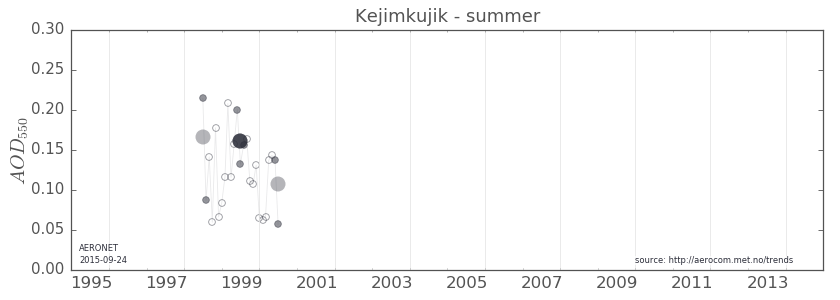 Kejimkujik - summer
0.30
0.25
0.20
0.15
0.10
0.05
0.00
AOD550
AERONET
2015-09-24
source: http://aerocom.met.no/trends
1995 1997 1999 2001 2003 2005 2007 2009 2011 2013